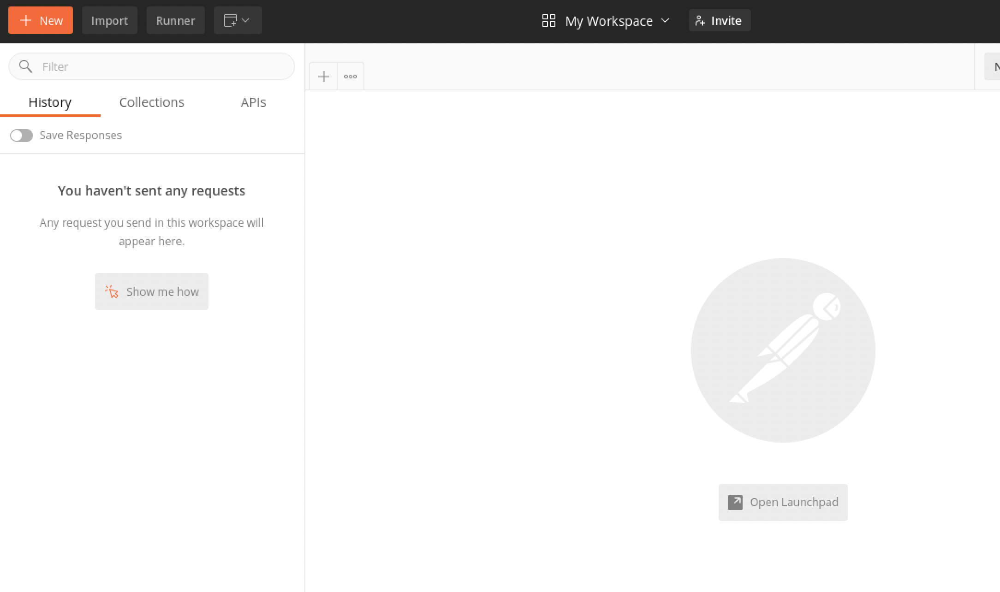 New
Import
Runner
My Workspace
Invite
Filter
History
Collections
APIs
Save Responses
You haven't sent any requests
Any request you send in this workspace will
appear here.
Show me how
Open Launchpad